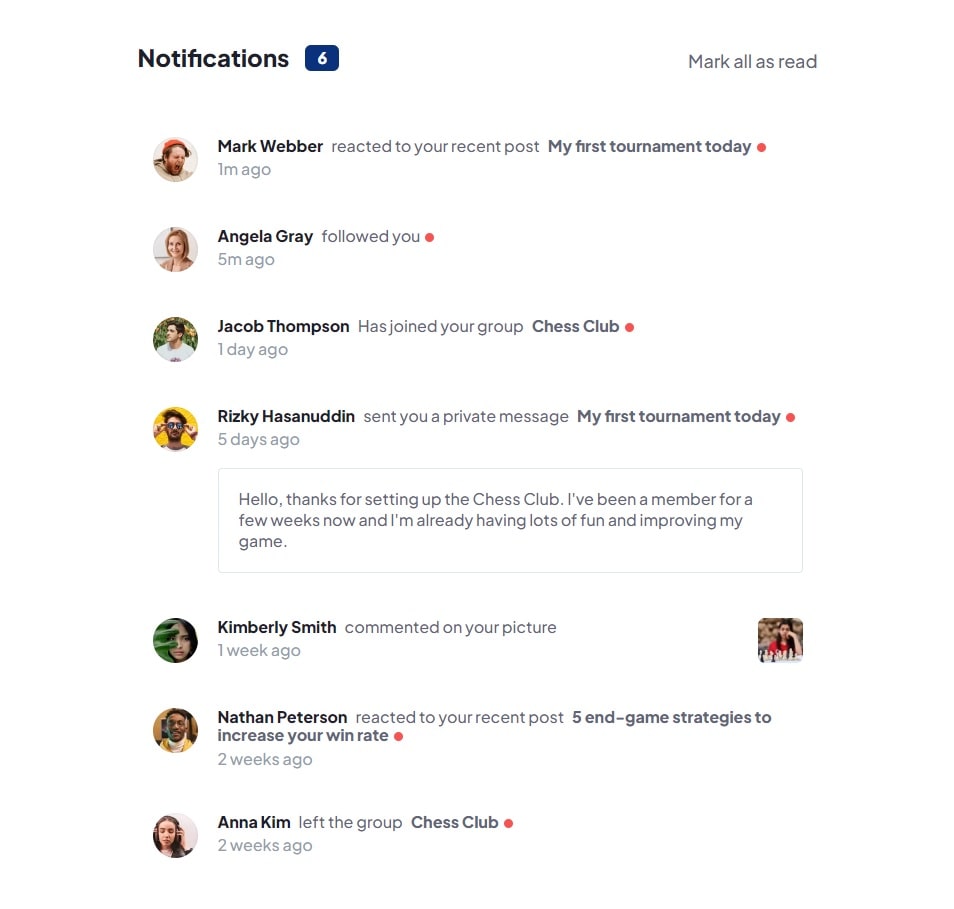 Notifications 6
Mark all as read
Mark Webber reacted to your recent post My first tournament today
1m ago
Angela Gray followed you
5m ago
Jacob Thompson Has joined your group Chess Club
1 day ago
Rizky Hasanuddin sent you a private message My first tournament today
5 days ago
Hello, thanks for setting up the Chess Club. I've been a member for a
few weeks now and I'm already having lots of fun and improving my
game.
Kimberly Smith commented on your picture
1 week ago
Nathan Peterson reacted to your recent post 5 end-game strategies to
increase your win rate
2 weeks ago
Anna Kim left the group Chess Club
2 weeks ago